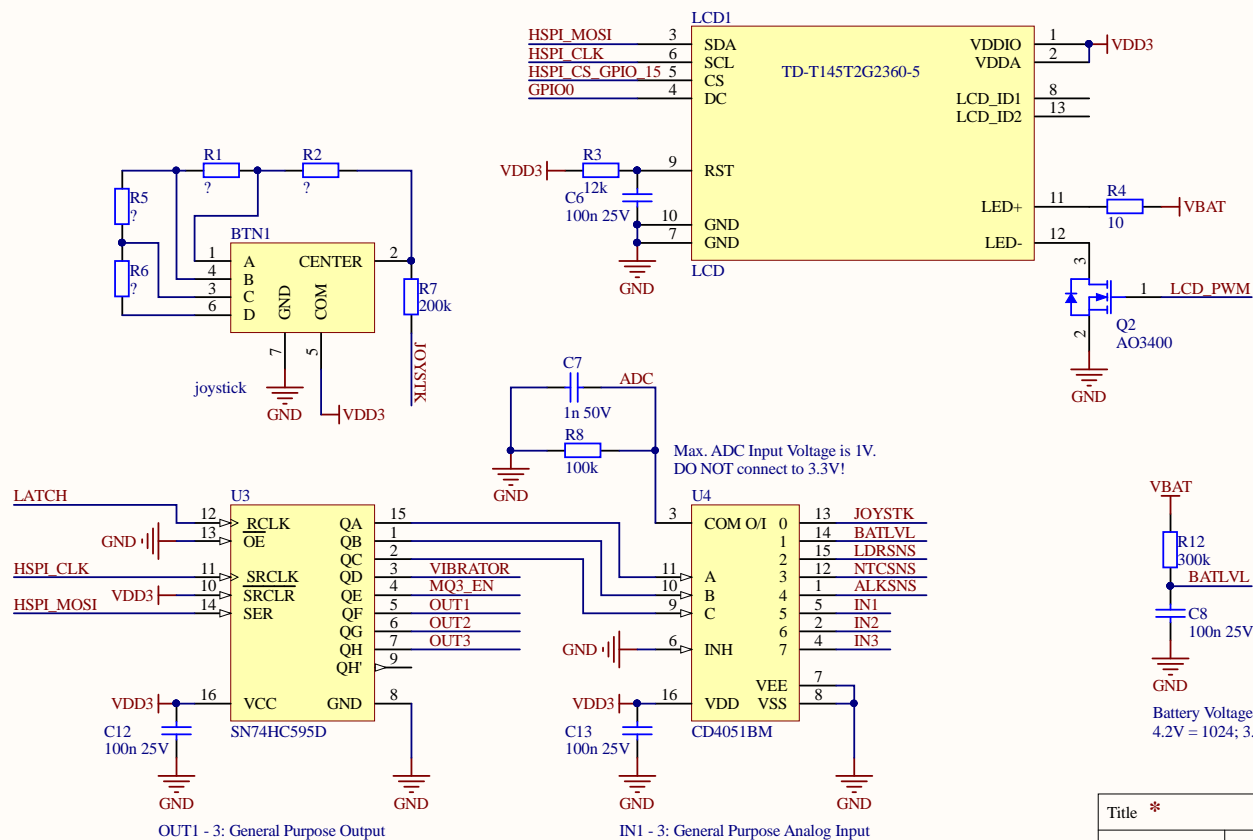 LCD1
HSPI_MOSI 3 SDA
HSPI_CLK 6 SCL
HSPI_CS_GPIO_15 5 CS
GPIO0 4 DC
TD-T145T2G2360-5
VDDIO 1 VDD3
VDDA 2
LCD_ID1 8
LCD_ID2 13
VDD3 R3 12k 9 RST
C6
100n 25V
10 GND
7 GND
GND
LCD
LED+ 11 R4 10 VBAT
LED- 12
3
1 LCD_PWM
2
Q2
AO3400
GND
R1
?
R2
?
R5
?
R6
?
BTN1
1 A
4 B
3 C
6 D
CENTER 2
GND
COM
7
5
R7
200k
JOYSTK
joystick
GND
VDD3
C7
1n 50V
ADC
R8
100k
GND
Max. ADC Input Voltage is 1V.
DO NOT connect to 3.3V!
U3
LATCH 12 RCLK
GND 13 OE
HSPI_CLK 11 SRCLK
VDD3 10 SRCLR
HSPI_MOSI 14 SER
QA 15
QB 1
QC 2
QD 3 VIBRATOR
QE 4 MQ3_EN
QF 5 OUT1
QG 6 OUT2
QH 7 OUT3
QH' 9
VDD3 16 VCC
GND 8
C12
100n 25V
SN74HC595D
GND
GND
OUT1 - 3: General Purpose Output
U4
3 COM O/I
0 13 JOYSTK
1 14 BATLVL
2 15 LDRSNS
3 12 NTCSNS
4 1 ALKSNS
5 5 IN1
6 2 IN2
7 4 IN3
11 A
10 B
9 C
GND 6 INH
VEE 7
VSS 8
VDD3 16 VDD
C13
100n 25V
CD4051BM
GND
GND
IN1 - 3: General Purpose Analog Input
VBAT
R12
300k
BATLVL
C8
100n 25V
GND
Battery Voltage
4.2V = 1024; 3.
Title *